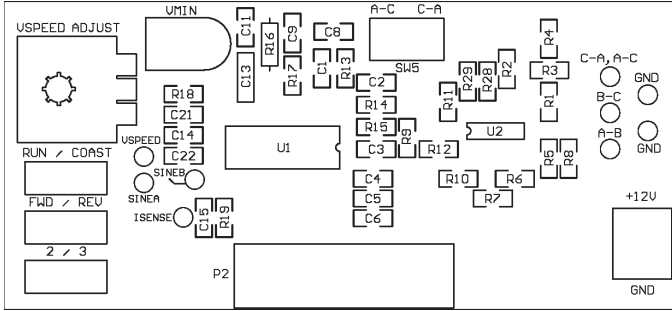 VSPEED ADJUST
VMIN
C11
R16
C9
C8
A-C C-A
SW5
R4
C-A,A-C
GND
C13
R17
C1
R13
C2
R29
R28
R2
R3
R18
R14
R11
R1
B-C
C21
VSPEED
C14
U1
R15
R9
U2
A-B
GND
C22
C3
R12
R5
R8
RUN / COAST
SINEB
SINEA
C4
R10
R6
FWD / REV
ISENSE
C15
R19
C5
R7
+12V
C6
2 / 3
P2
GND